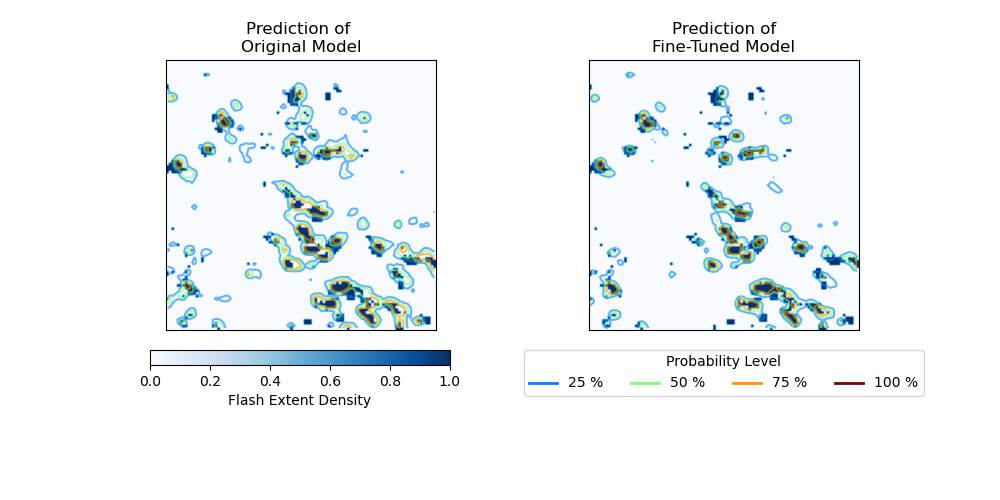 Prediction of
Original Model
Prediction of
Fine-Tuned Model
0.0 0.2 0.4 0.6 0.8 1.0
Flash Extent Density
Probability Level
25 % 50 % 75 % 100 %